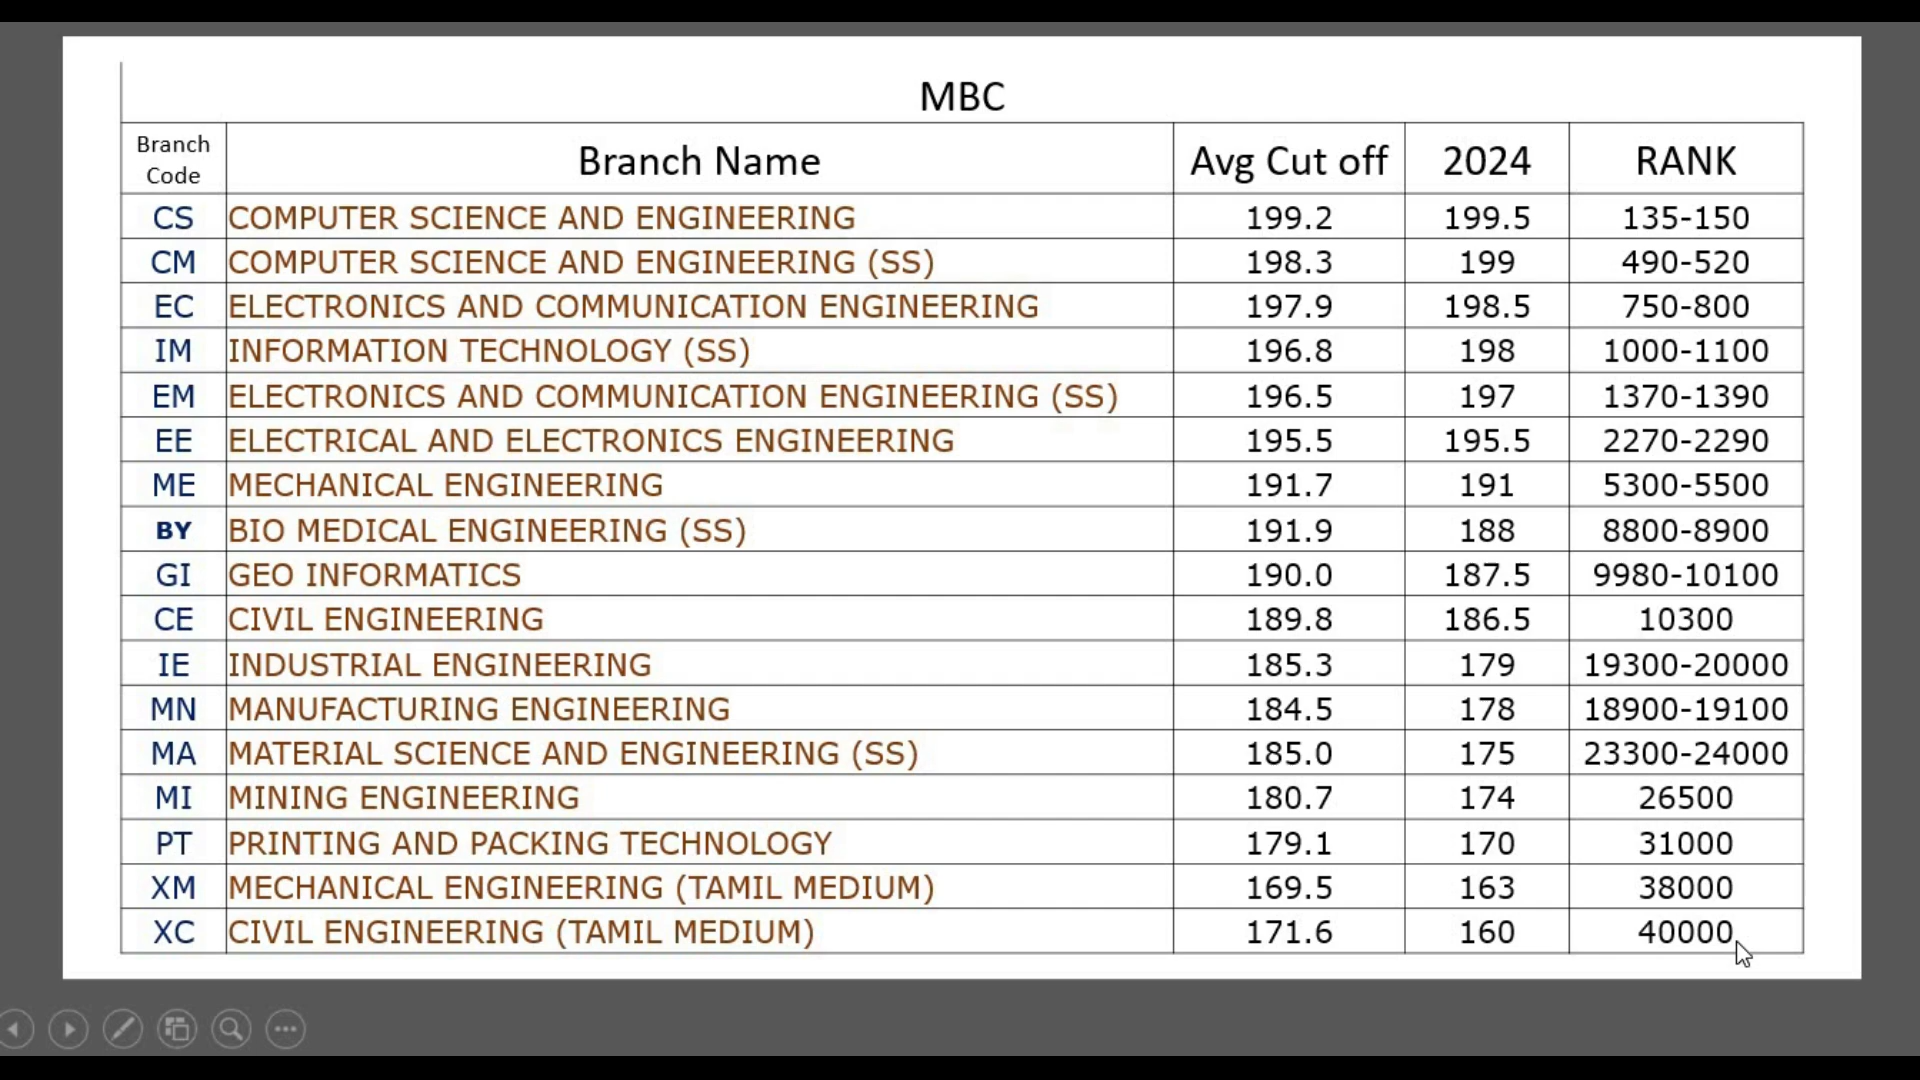 MBC
Branch Code Branch Name Avg Cut off 2024 RANK
CS COMPUTER SCIENCE AND ENGINEERING 199.2 199.5 135-150
CM COMPUTER SCIENCE AND ENGINEERING (SS) 198.3 199 490-520
EC ELECTRONICS AND COMMUNICATION ENGINEERING 197.9 198.5 750-800
IM INFORMATION TECHNOLOGY (SS) 196.8 198 1000-1100
EM ELECTRONICS AND COMMUNICATION ENGINEERING (SS) 196.5 197 1370-1390
EE ELECTRICAL AND ELECTRONICS ENGINEERING 195.5 195.5 2270-2290
ME MECHANICAL ENGINEERING 191.7 191 5300-5500
BY BIO MEDICAL ENGINEERING (SS) 191.9 188 8800-8900
GI GEO INFORMATICS 190.0 187.5 9980-10100
CE CIVIL ENGINEERING 189.8 186.5 10300
IE INDUSTRIAL ENGINEERING 185.3 179 19300-20000
MN MANUFACTURING ENGINEERING 184.5 178 18900-19100
MA MATERIAL SCIENCE AND ENGINEERING (SS) 185.0 175 23300-24000
MI MINING ENGINEERING 180.7 174 26500
PT PRINTING AND PACKING TECHNOLOGY 179.1 170 31000
XM MECHANICAL ENGINEERING (TAMIL MEDIUM) 169.5 163 38000
XC CIVIL ENGINEERING (TAMIL MEDIUM) 171.6 160 40000